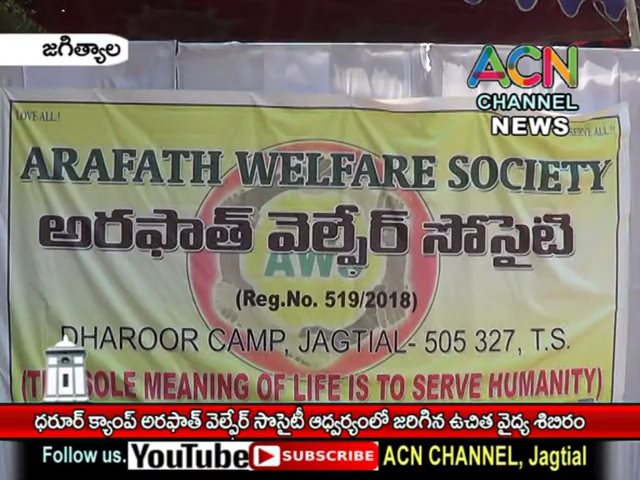 జగిత్యాల
ACN
CHANNEL
NEWS
LOVE ALL.!
SERVE ALL.!!
ARAFATH WELFARE SOCIETY
అరఫాత్ వెల్ఫేర్ సోసైటి
AWS
(Reg.No. 519/2018)
DHAROOR CAMP, JAGTIAL- 505 327, T.S.
SOLE MEANING OF LIFE IS TO SERVE HUMANITY)
ధరూర్ క్యాంప్ అరఫాత్ వెల్ఫేర్ సొసైటీ ఆధ్వర్యంలో జరిగిన ఉచిత వైద్య శిబిరం
Follow us. YouTube SUBSCRIBE ACN CHANNEL, Jagtial